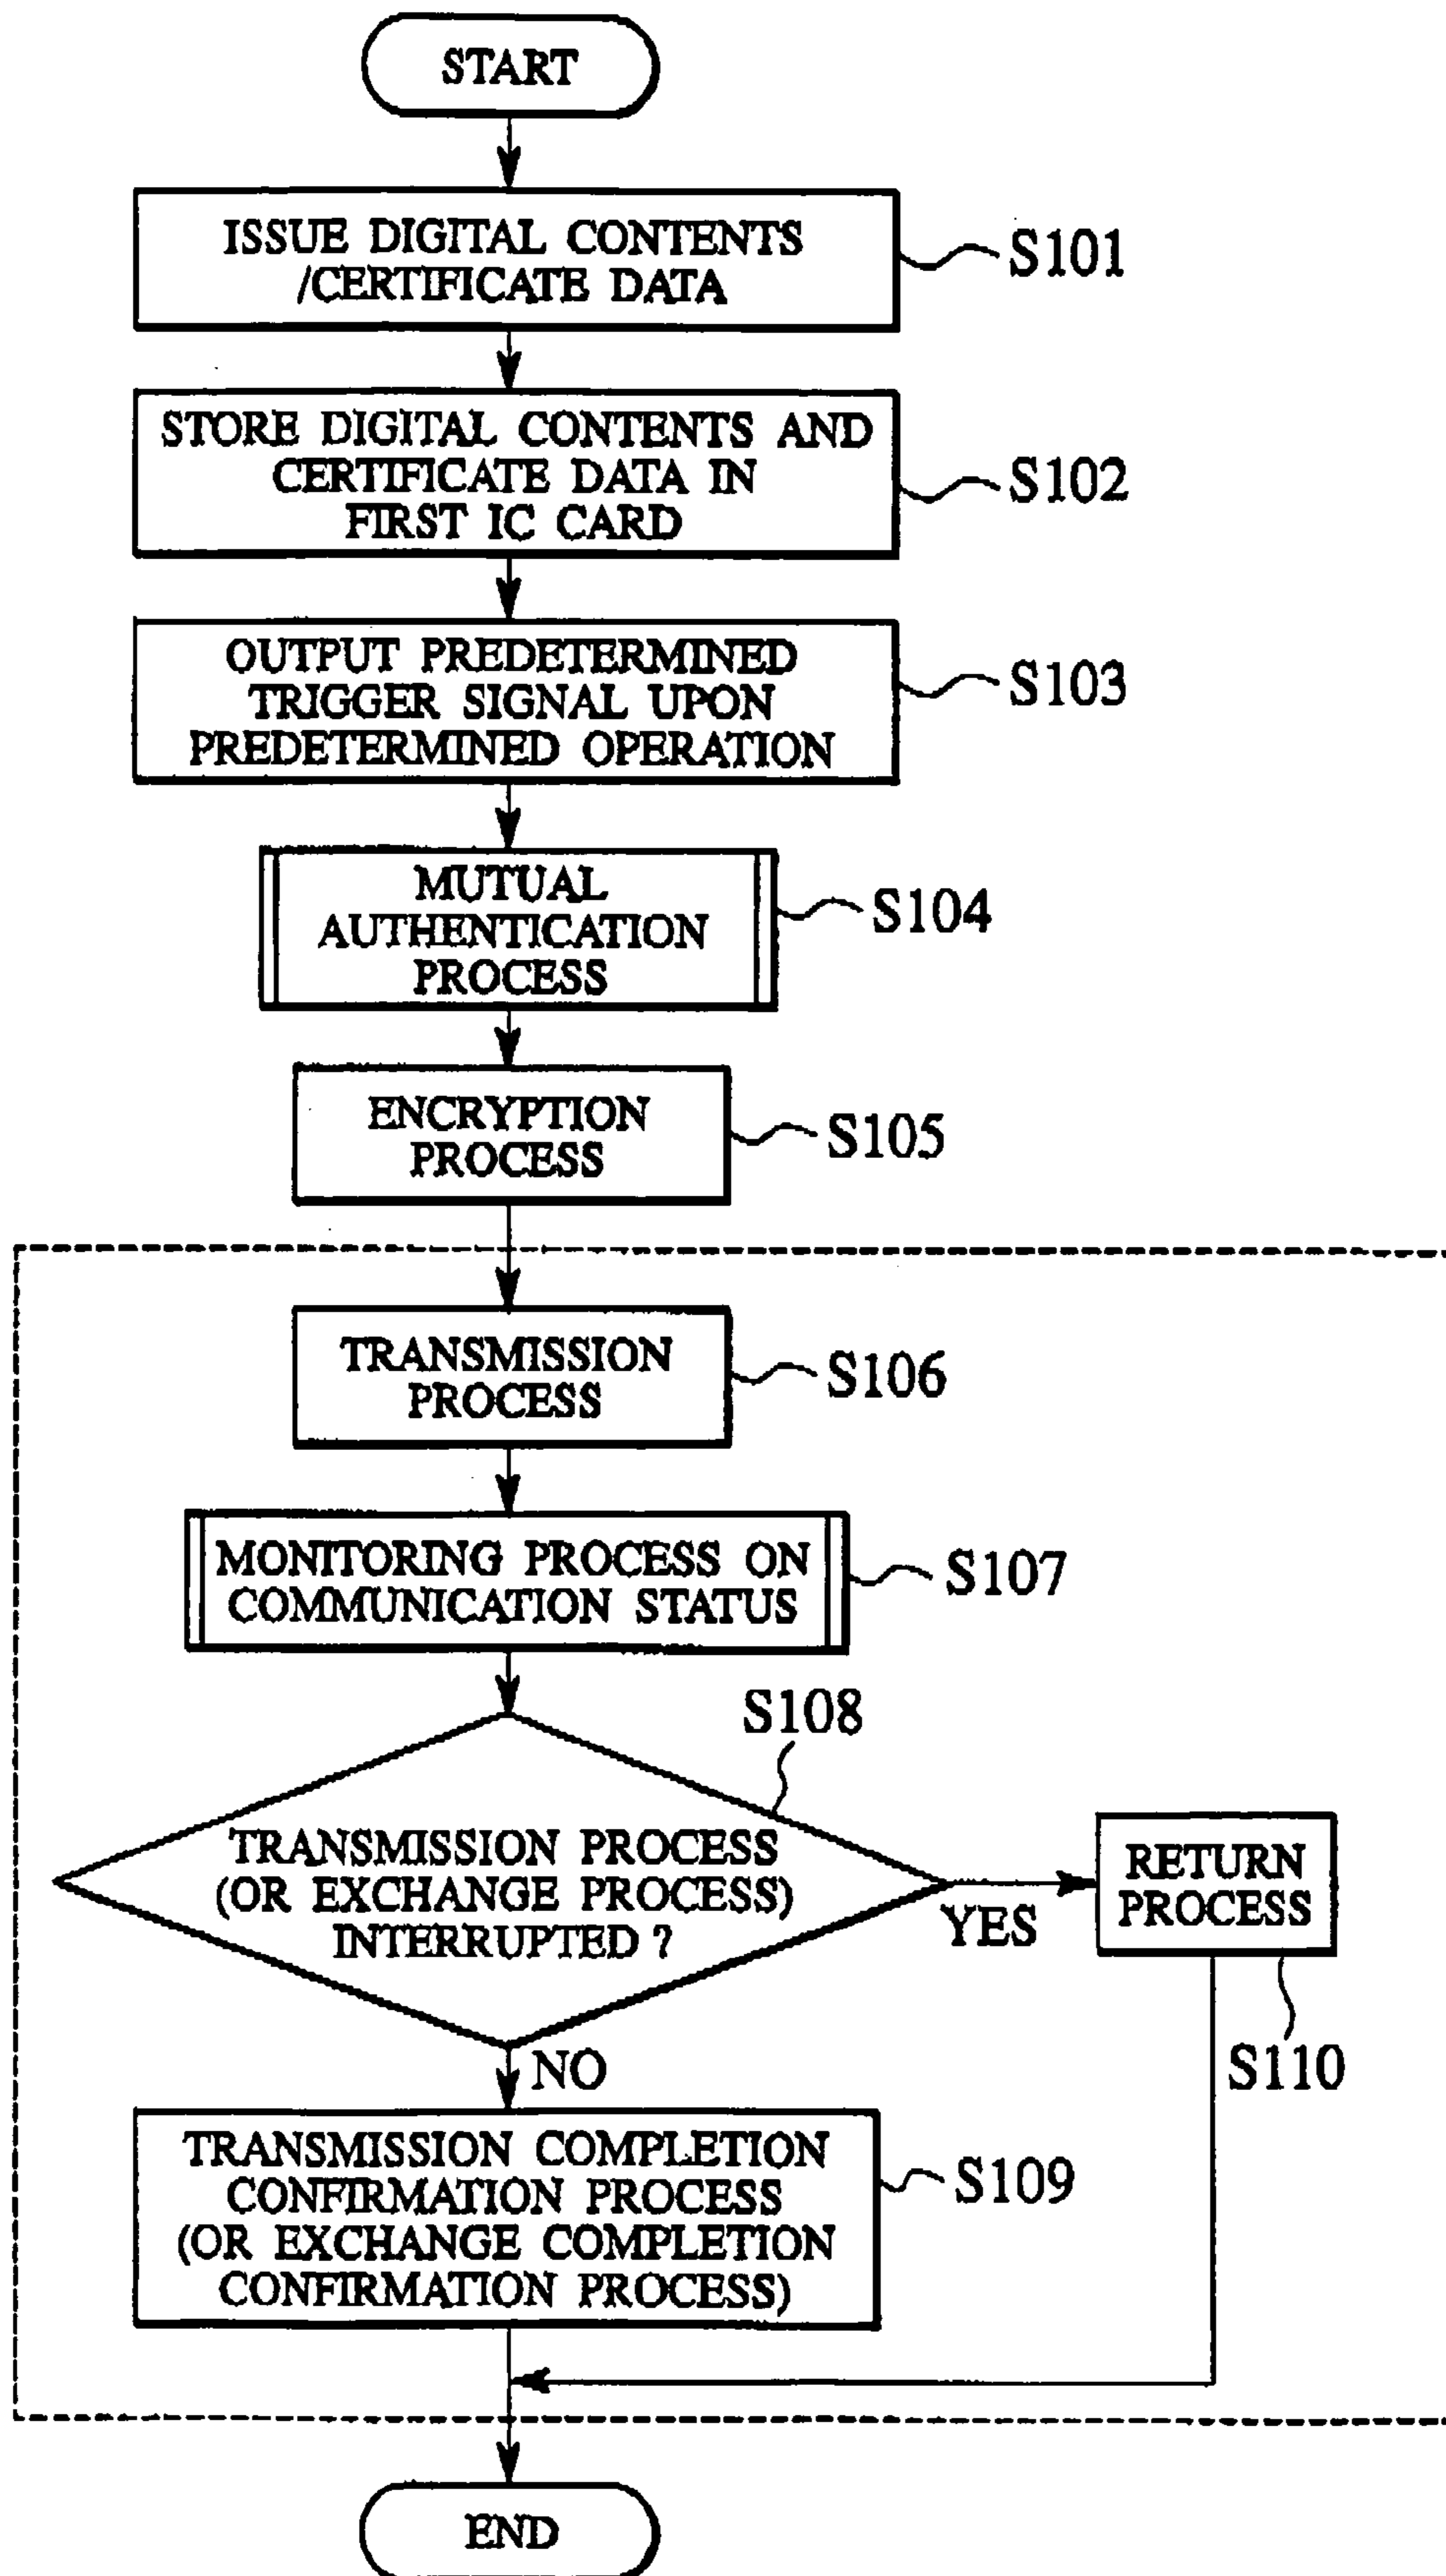 START
ISSUE DIGITAL CONTENTS
/CERTIFICATE DATA
S101
STORE DIGITAL CONTENTS AND
CERTIFICATE DATA IN
FIRST IC CARD
S102
OUTPUT PREDETERMINED
TRIGGER SIGNAL UPON
PREDETERMINED OPERATION
S103
MUTUAL
AUTHENTICATION
PROCESS
S104
ENCRYPTION
PROCESS
S105
TRANSMISSION
PROCESS
S106
MONITORING PROCESS ON
COMMUNICATION STATUS
S107
S108
TRANSMISSION PROCESS
(OR EXCHANGE PROCESS)
INTERRUPTED ?
YES
RETURN
PROCESS
S110
NO
TRANSMISSION COMPLETION
CONFIRMATION PROCESS
(OR EXCHANGE COMPLETION
CONFIRMATION PROCESS)
S109
END